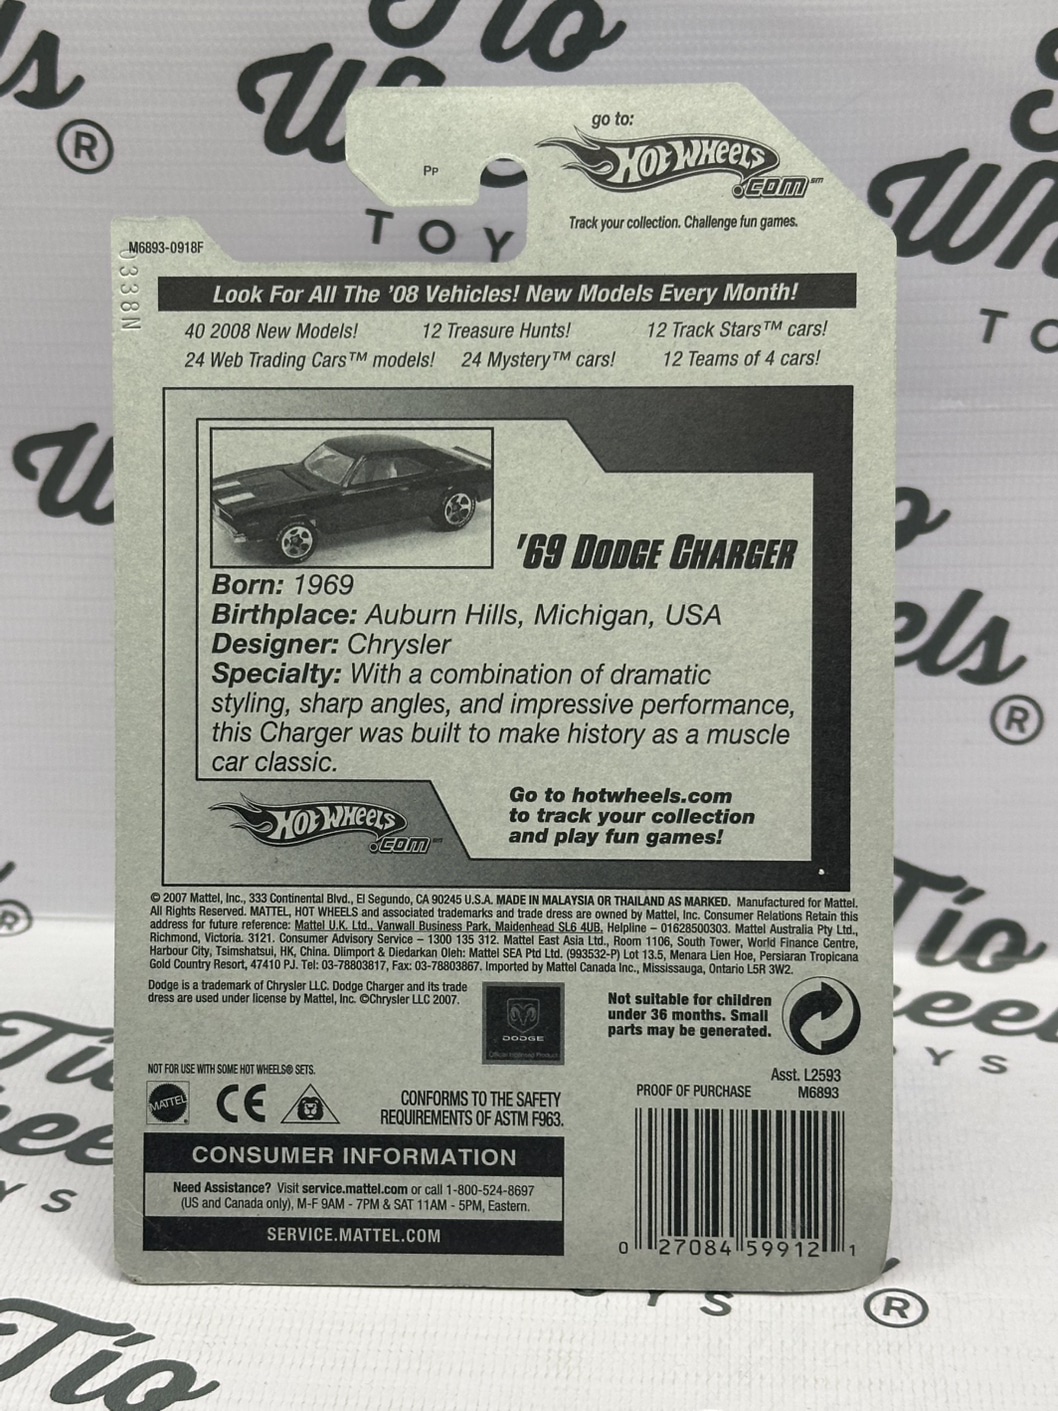 go to:
HOT WHEELS
.COM℠
Pp
Track your collection. Challenge fun games.
M6893-0918F
0338N
Look For All The '08 Vehicles! New Models Every Month!
40 2008 New Models! 12 Treasure Hunts! 12 Track Stars™ cars!
24 Web Trading Cars™ models! 24 Mystery™ cars! 12 Teams of 4 cars!
'69 DODGE CHARGER
Born: 1969
Birthplace: Auburn Hills, Michigan, USA
Designer: Chrysler
Specialty: With a combination of dramatic
styling, sharp angles, and impressive performance,
this Charger was built to make history as a muscle
car classic.
HOT WHEELS
.COM℠
Go to hotwheels.com
to track your collection
and play fun games!
© 2007 Mattel, Inc., 333 Continental Blvd., El Segundo, CA 90245 U.S.A. MADE IN MALAYSIA OR THAILAND AS MARKED. Manufactured for Mattel.
All Rights Reserved. MATTEL, HOT WHEELS and associated trademarks and trade dress are owned by Mattel, Inc. Consumer Relations Retain this
address for future reference: Mattel U.K. Ltd., Vanwall Business Park, Maidenhead SL6 4UB. Helpline – 01628500303. Mattel Australia Pty Ltd.,
Richmond, Victoria. 3121. Consumer Advisory Service – 1300 135 312. Mattel East Asia Ltd., Room 1106, South Tower, World Finance Centre,
Harbour City, Tsimshatsui, HK, China. DIimport & Diedarkan Oleh: Mattel SEA Ptd Ltd. (993532-P) Lot 13.5, Menara Lien Hoe, Persiaran Tropicana
Gold Country Resort, 47410 PJ. Tel: 03-78803817, Fax: 03-78803867. Imported by Mattel Canada Inc., Mississauga, Ontario L5R 3W2.
Dodge is a trademark of Chrysler LLC. Dodge Charger and its trade
dress are used under license by Mattel, Inc. ©Chrysler LLC 2007.
DODGE
Official Licensed Product
Not suitable for children
under 36 months. Small
parts may be generated.
NOT FOR USE WITH SOME HOT WHEELS® SETS.
MATTEL
CE
CONFORMS TO THE SAFETY
REQUIREMENTS OF ASTM F963.
Asst. L2593
PROOF OF PURCHASE M6893
CONSUMER INFORMATION
Need Assistance? Visit service.mattel.com or call 1-800-524-8697
(US and Canada only), M-F 9AM - 7PM & SAT 11AM - 5PM, Eastern.
SERVICE.MATTEL.COM
0 27084 59912 1
Tio
Wheels
TOYS
®